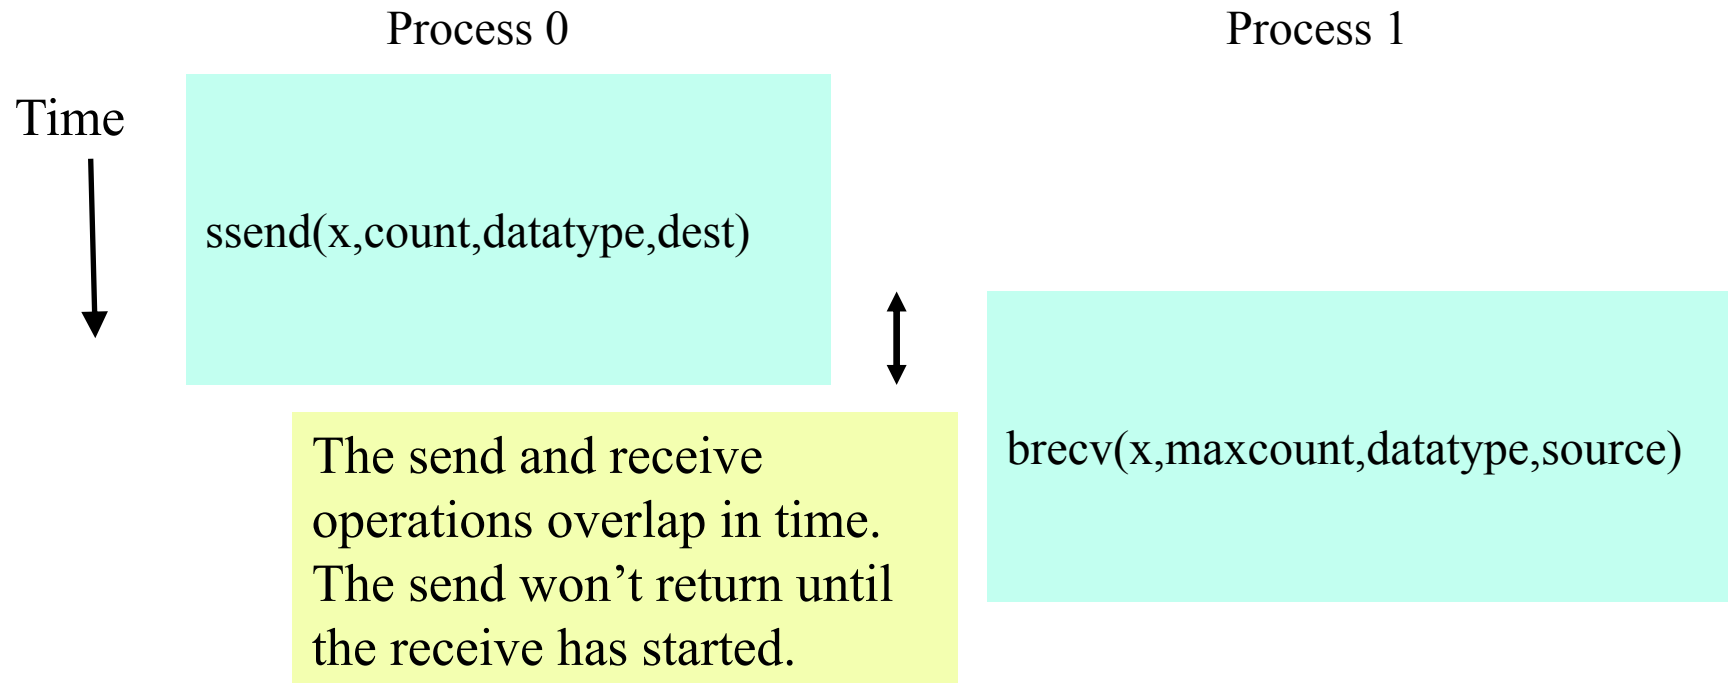 Process 0
Process 1
Time
ssend(x,count,datatype,dest)
brecv(x,maxcount,datatype,source)
The send and receive
operations overlap in time.
The send won’t return until
the receive has started.